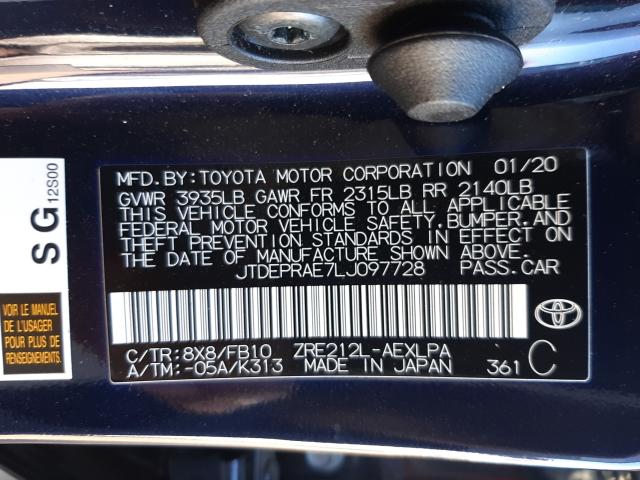 MFD. BY: TOYOTA MOTOR CORPORATION 01/20
GVWR 3935LB GAWR FR 2315LB RR 2140LB
THIS VEHICLE CONFORMS TO ALL APPLICABLE
FEDERAL MOTOR VEHICLE SAFETY, BUMPER, AND
THEFT PREVENTION STANDARDS IN EFFECT ON
THE DATE OF MANUFACTURE SHOWN ABOVE.
JTDEPRAE7LJ097728 PASS. CAR
C/TR: 8X8/FB10 ZRE212L-AEXLPA
A/TM: -05A/K313 MADE IN JAPAN 361 C
SG 12S00
VOIR LE MANUEL
DE L'USAGER
POUR PLUS DE
RENSEIGNEMENTS.